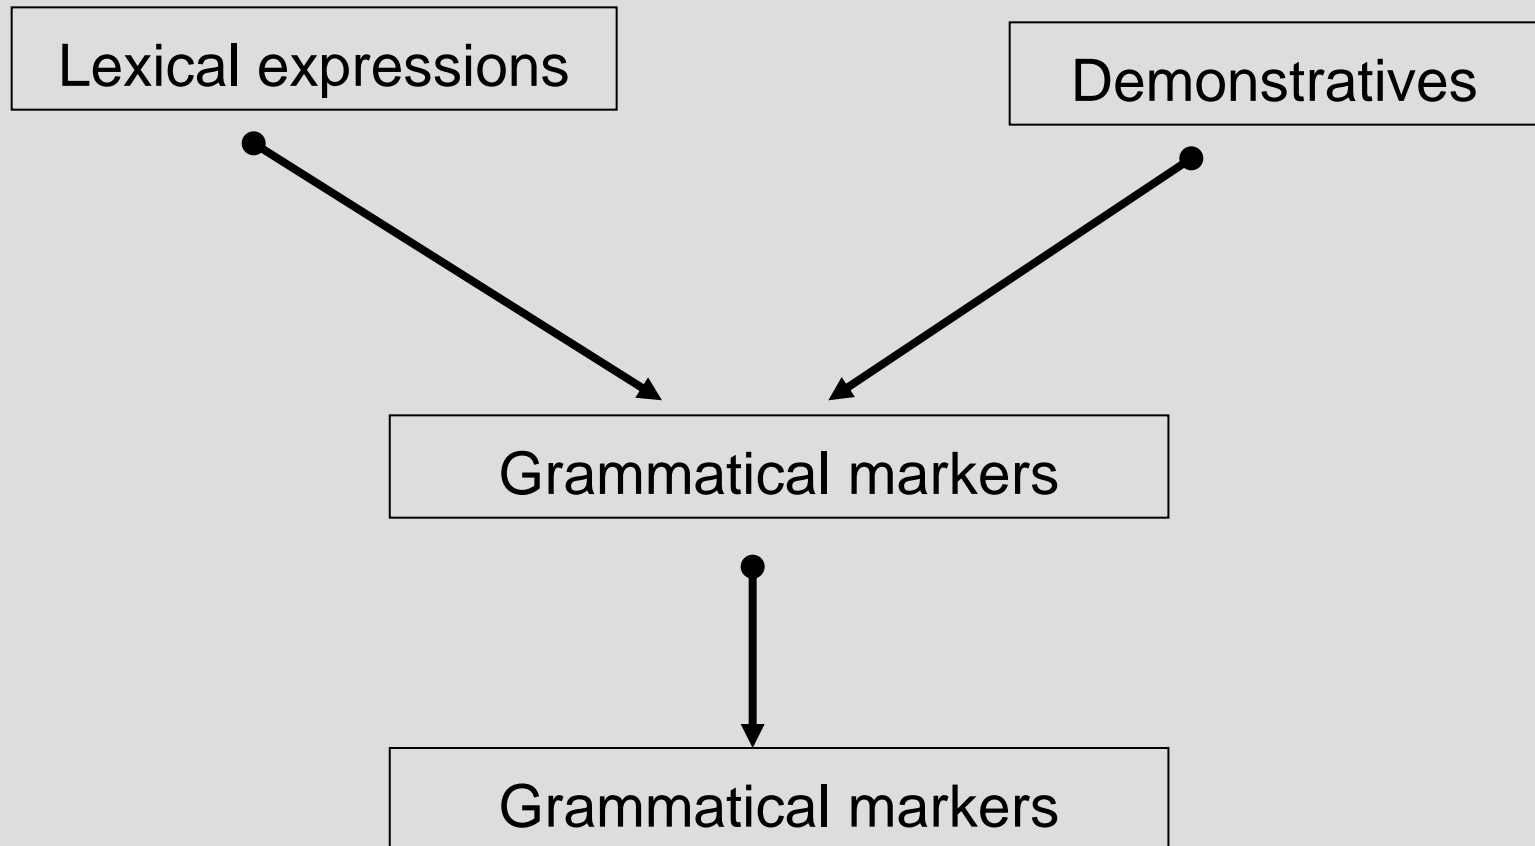 Lexical expressions
Demonstratives
Grammatical markers
Grammatical markers